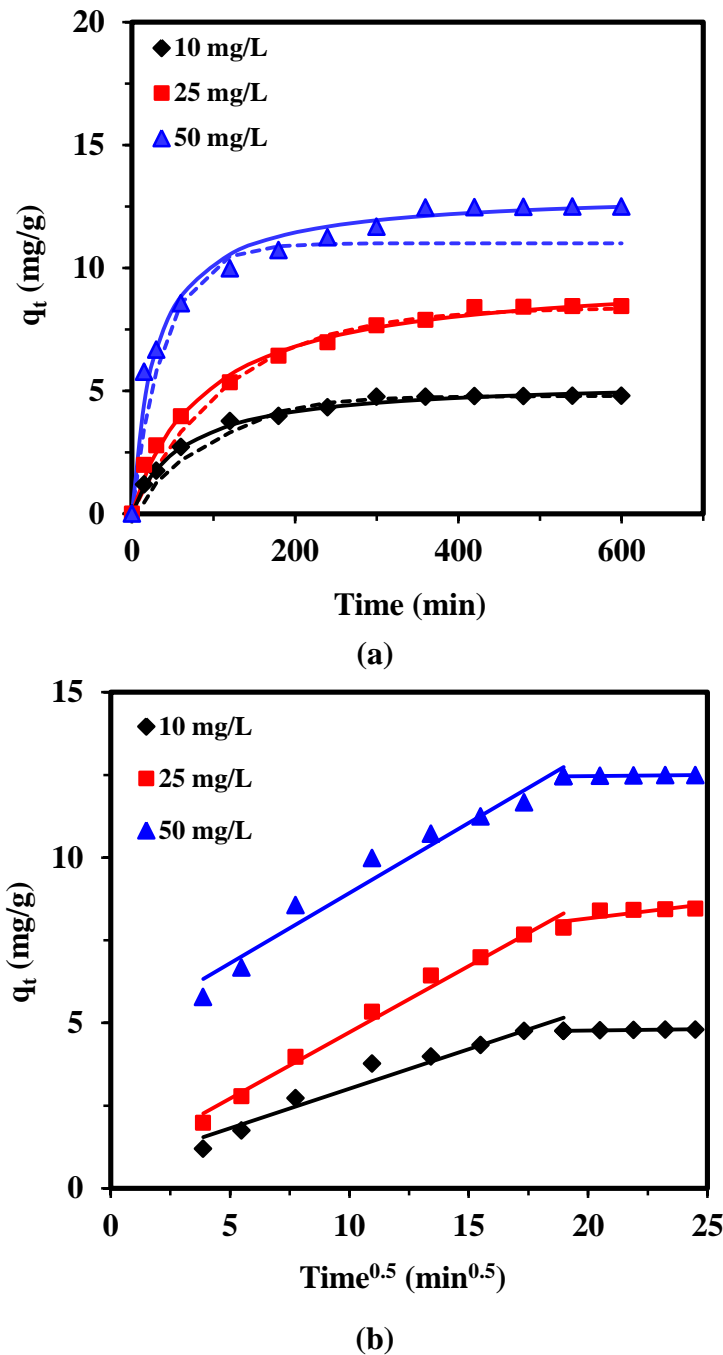 20
15
10
5
0
q_t (mg/g)
10 mg/L
25 mg/L
50 mg/L
0 200 400 600
Time (min)
(a)
15
10
5
0
q_t (mg/g)
10 mg/L
25 mg/L
50 mg/L
0 5 10 15 20 25
Time^0.5 (min^0.5)
(b)